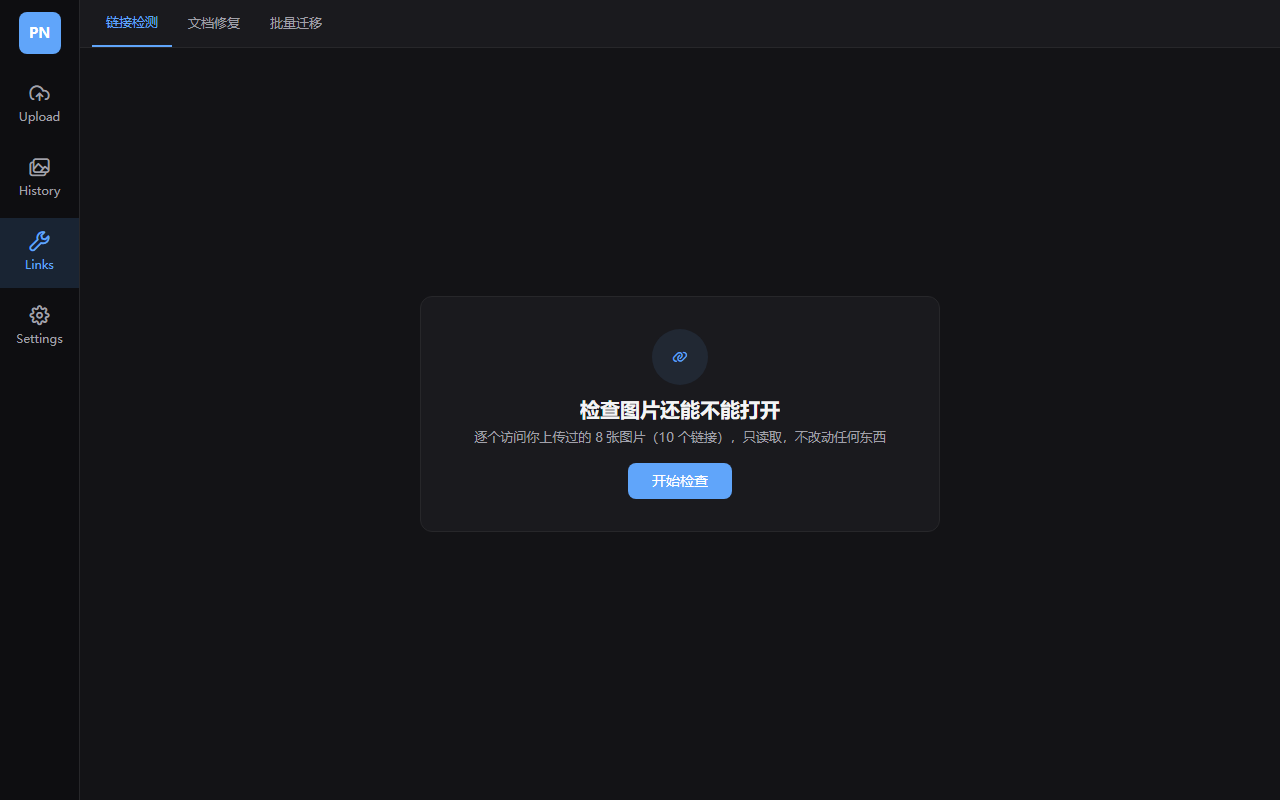 PN
Upload
History
Links
Settings
链接检测
文档修复
批量迁移
检查图片还能不能打开
逐个访问你上传过的 8 张图片（10 个链接），只读取，不改动任何东西
开始检查